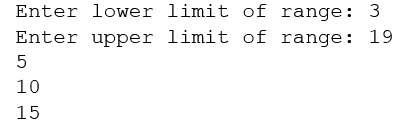 Enter lower limit of range: 3
Enter upper limit of range: 19
5
10
15